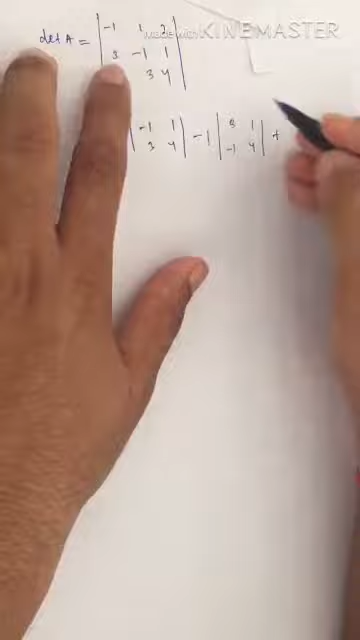 det A = | -1 1 2 |
| 3 -1 1 |
3 4 |
| -1 1 | - 1 | 3 1 | +
| 3 4 | | -1 4 |
Made with KINEMASTER